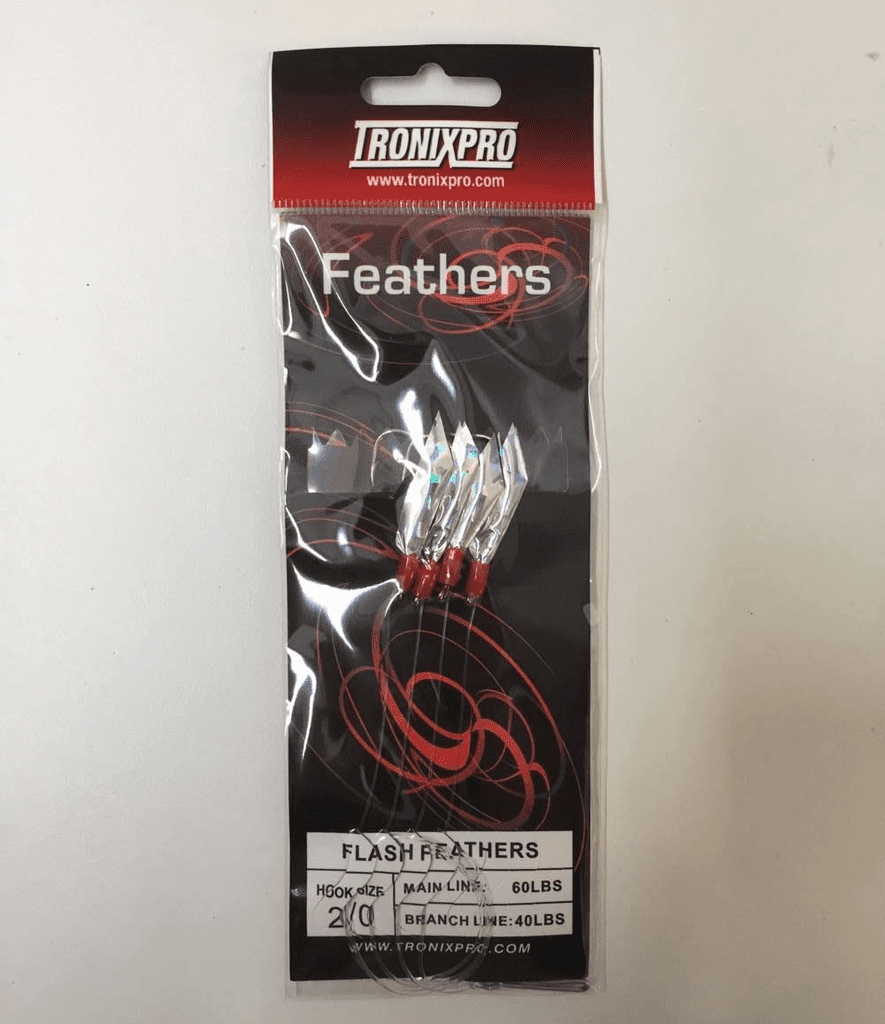 TRONIXPRO
www.tronixpro.com
Feathers
FLASH FEATHERS
HOOK SIZE
2/0
MAIN LINE: 60LBS
BRANCH LINE: 40LBS
WWW.TRONIXPRO.COM